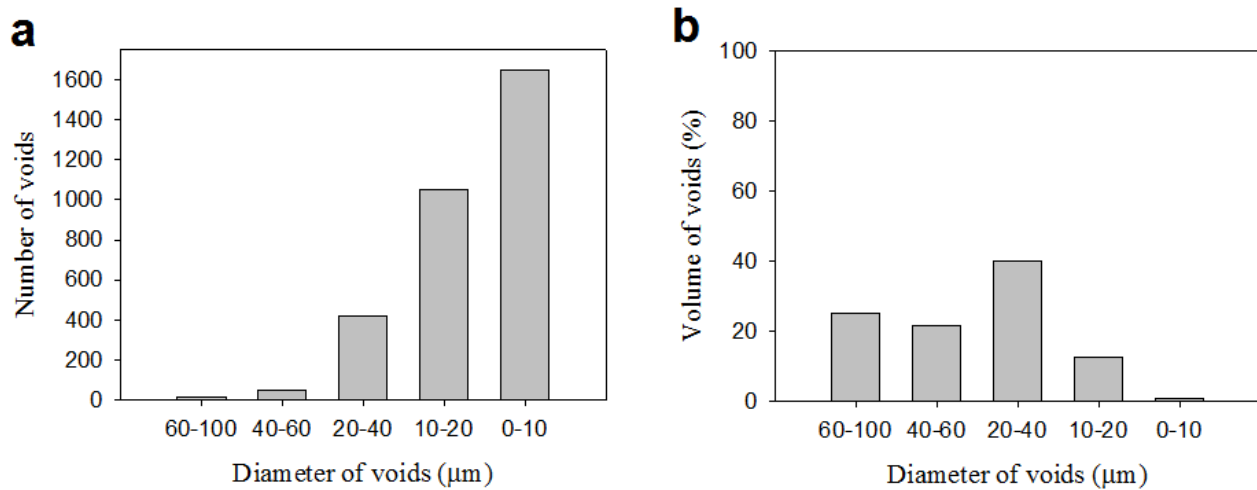 a
1600
1400
1200
1000
800
600
400
200
0
Number of voids
60-100 40-60 20-40 10-20 0-10
Diameter of voids (μm)
b
100
80
60
40
20
0
Volume of voids (%)
60-100 40-60 20-40 10-20 0-10
Diameter of voids (μm)